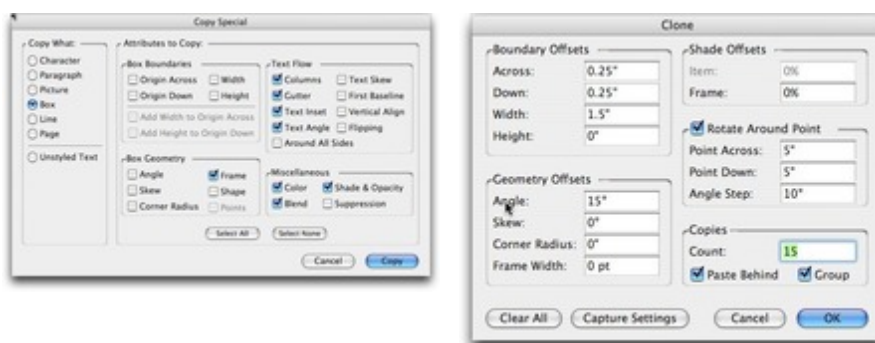 Copy Special
Copy What:
Character
Paragraph
Picture
Box
Line
Page
Unstyled Text
Attributes to Copy:
Box Boundaries
Origin Across Width
Origin Down Height
Add Width to Origin Across
Add Height to Origin Down
Box Geometry
Angle Frame
Skew Shape
Corner Radius Points
Text Flow
Columns Text Skew
Gutter First Baseline
Text Inset Vertical Align
Text Angle Flipping
Around All Sides
Miscellaneous
Color Shade & Opacity
Blend Suppression
Select All Select None
Cancel Copy
Clone
Boundary Offsets
Across: 0.25"
Down: 0.25"
Width: 1.5"
Height: 0"
Geometry Offsets
Angle: 15°
Skew: 0°
Corner Radius: 0"
Frame Width: 0 pt
Shade Offsets
Item: 0%
Frame: 0%
Rotate Around Point
Point Across: 5"
Point Down: 5"
Angle Step: 10°
Copies
Count: 15
Paste Behind Group
Clear All Capture Settings Cancel OK